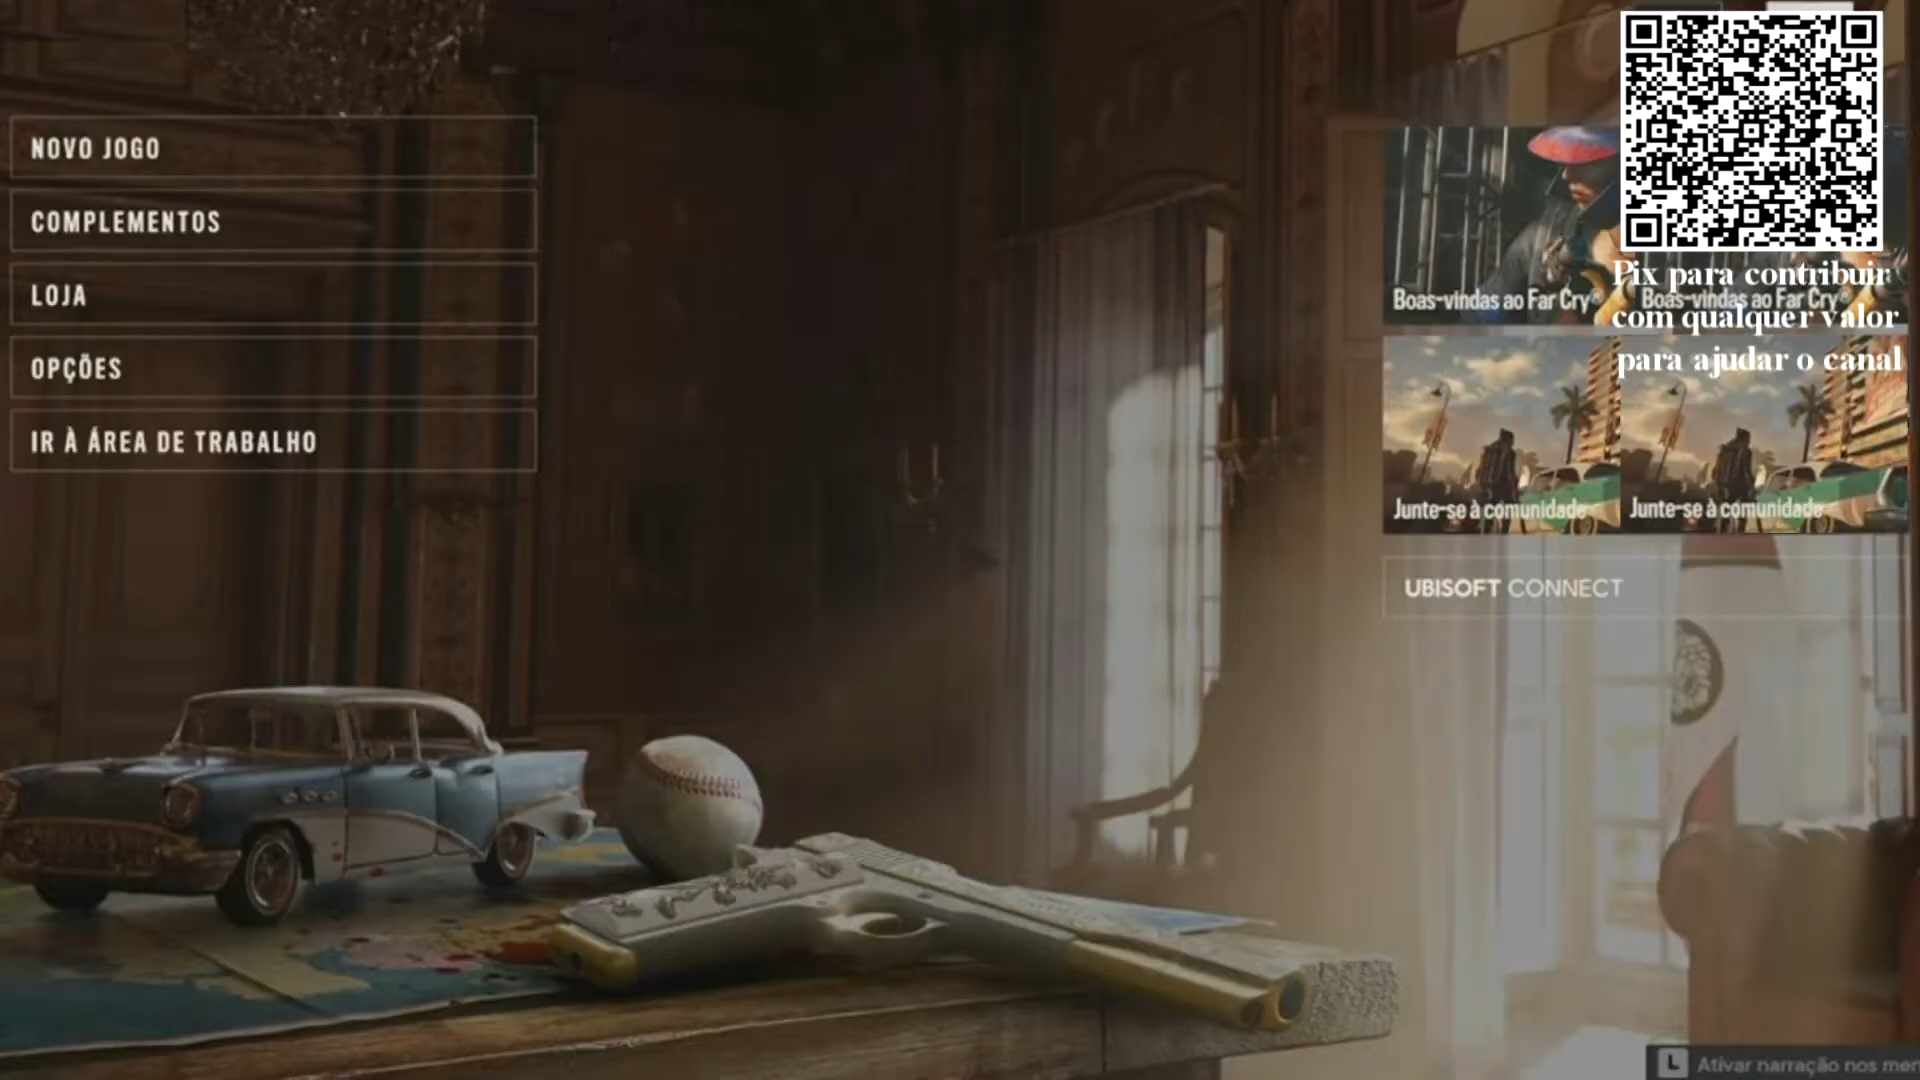 NOVO JOGO
COMPLEMENTOS
LOJA
OPÇÕES
IR À ÁREA DE TRABALHO
Pix para contribuir
com qualquer valor
para ajudar o canal
Boas-vindas ao Far Cry®
Boas-vindas ao Far Cry®
Junte-se à comunidade
Junte-se à comunidade
UBISOFT CONNECT
L Ativar narração nos